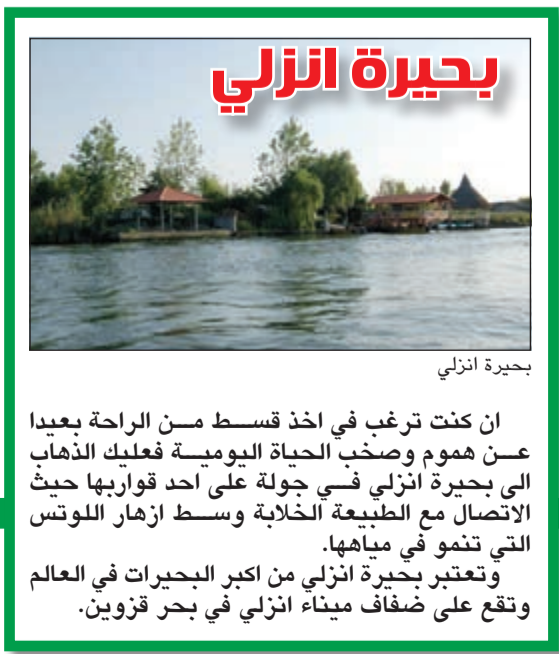 بحيرة انزلي
بحيرة انزلي
ان كنت ترغب في اخذ قسط من الراحة بعيدا
عن هموم وصخب الحياة اليومية فعليك الذهاب
الى بحيرة انزلي في جولة على احد قواربها حيث
الاتصال مع الطبيعة الخلابة وسط ازهار اللوتس
التي تنمو في مياهها.
وتعتبر بحيرة انزلي من اكبر البحيرات في العالم
وتقع على ضفاف ميناء انزلي في بحر قزوين.